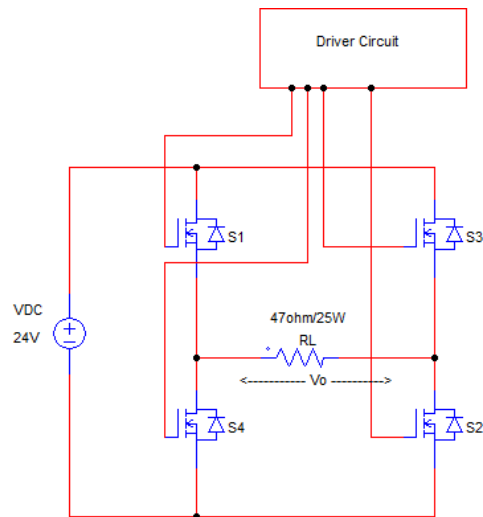 Driver Circuit
S1
S3
VDC
24V
47ohm/25W
RL
<----------- Vo ---------->
S4
S2